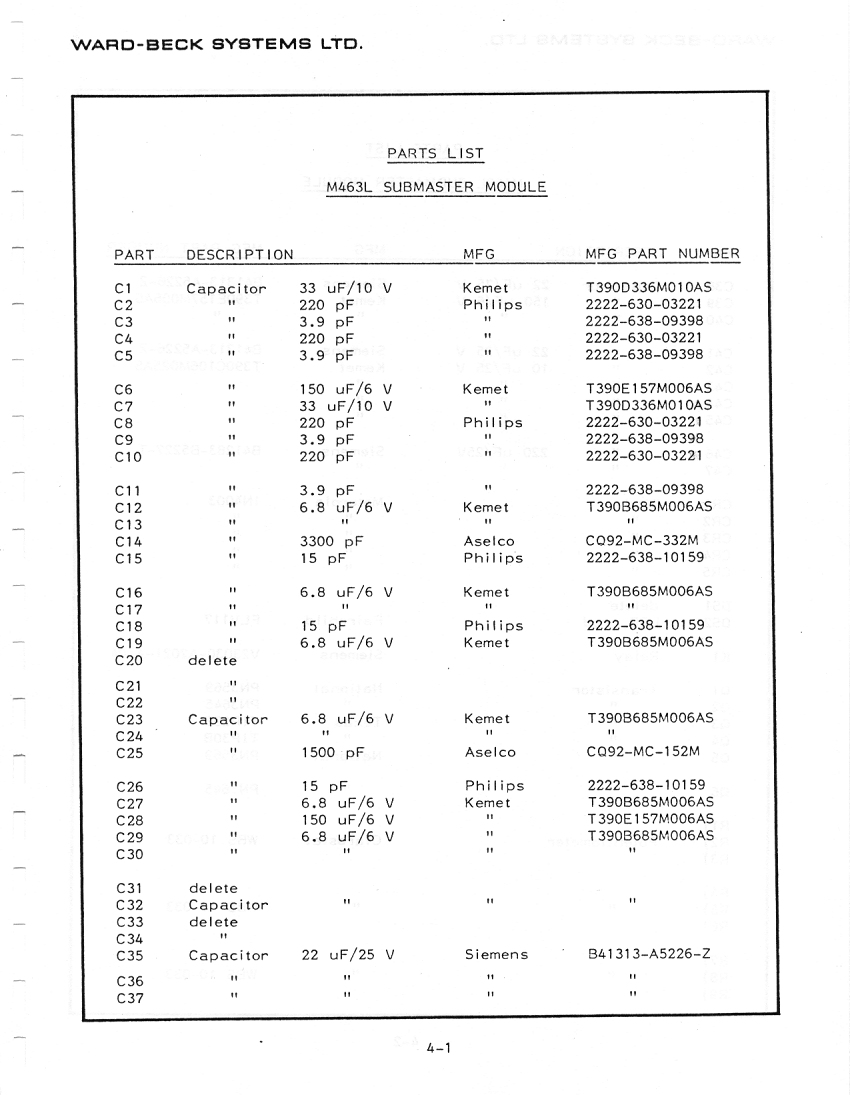 WARD-BECK SYSTEMS LTD.
PARTS LIST
M463L SUBMASTER MODULE
PART DESCRIPTION MFG MFG PART NUMBER
C1 Capacitor 33 uF/10 V Kemet T390D336M010AS
C2 " 220 pF Philips 2222-630-03221
C3 " 3.9 pF " 2222-638-09398
C4 " 220 pF " 2222-630-03221
C5 " 3.9 pF " 2222-638-09398
C6 " 150 uF/6 V Kemet T390E157M006AS
C7 " 33 uF/10 V " T390D336M010AS
C8 " 220 pF Philips 2222-630-03221
C9 " 3.9 pF " 2222-638-09398
C10 " 220 pF " 2222-630-03221
C11 " 3.9 pF " 2222-638-09398
C12 " 6.8 uF/6 V Kemet T390B685M006AS
C13 " " " "
C14 " 3300 pF Aselco CQ92-MC-332M
C15 " 15 pF Philips 2222-638-10159
C16 " 6.8 uF/6 V Kemet T390B685M006AS
C17 " " " "
C18 " 15 pF Philips 2222-638-10159
C19 " 6.8 uF/6 V Kemet T390B685M006AS
C20 delete
C21 "
C22 "
C23 Capacitor 6.8 uF/6 V Kemet T390B685M006AS
C24 " " " "
C25 " 1500 pF Aselco CQ92-MC-152M
C26 " 15 pF Philips 2222-638-10159
C27 " 6.8 uF/6 V Kemet T390B685M006AS
C28 " 150 uF/6 V " T390E157M006AS
C29 " 6.8 uF/6 V " T390B685M006AS
C30 " " " "
C31 delete
C32 Capacitor " " "
C33 delete
C34 "
C35 Capacitor 22 uF/25 V Siemens B41313-A5226-Z
C36 " " " "
C37 " " " "
4-1